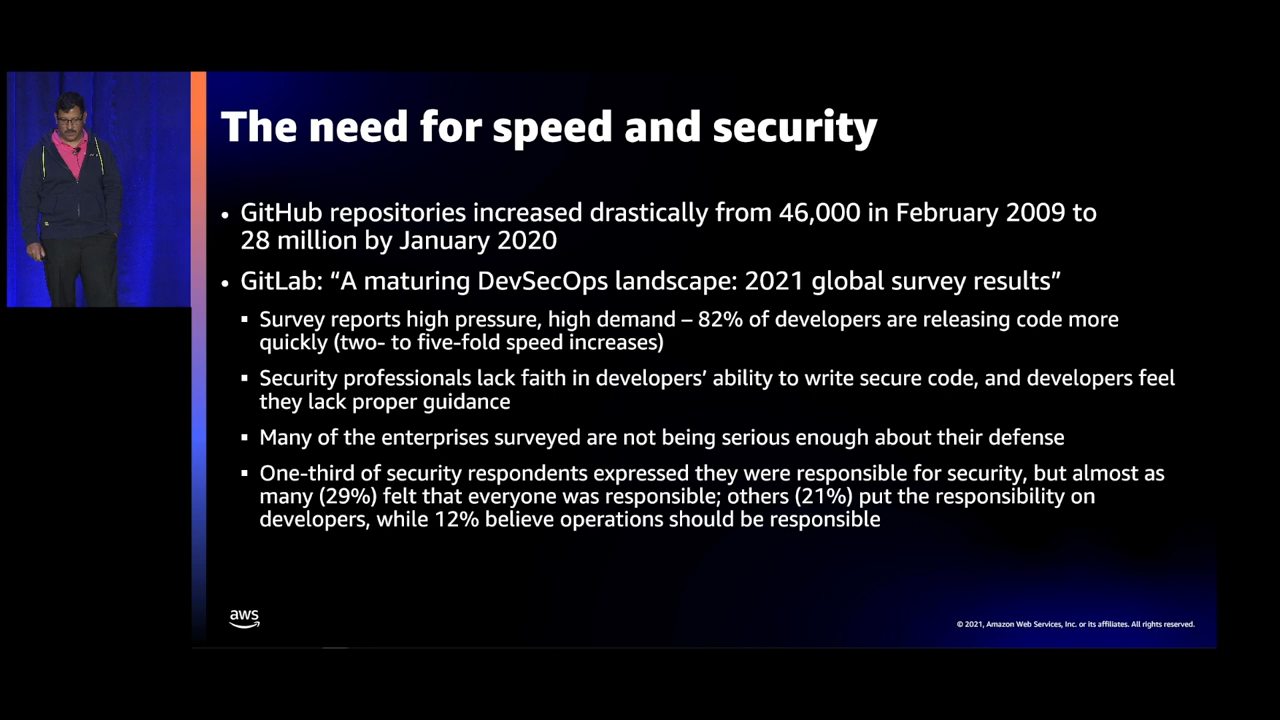 The need for speed and security
• GitHub repositories increased drastically from 46,000 in February 2009 to
28 million by January 2020
• GitLab: “A maturing DevSecOps landscape: 2021 global survey results”
▪ Survey reports high pressure, high demand – 82% of developers are releasing code more
quickly (two- to five-fold speed increases)
▪ Security professionals lack faith in developers’ ability to write secure code, and developers feel
they lack proper guidance
▪ Many of the enterprises surveyed are not being serious enough about their defense
▪ One-third of security respondents expressed they were responsible for security, but almost as
many (29%) felt that everyone was responsible; others (21%) put the responsibility on
developers, while 12% believe operations should be responsible
aws
© 2021, Amazon Web Services, Inc. or its affiliates. All rights reserved.